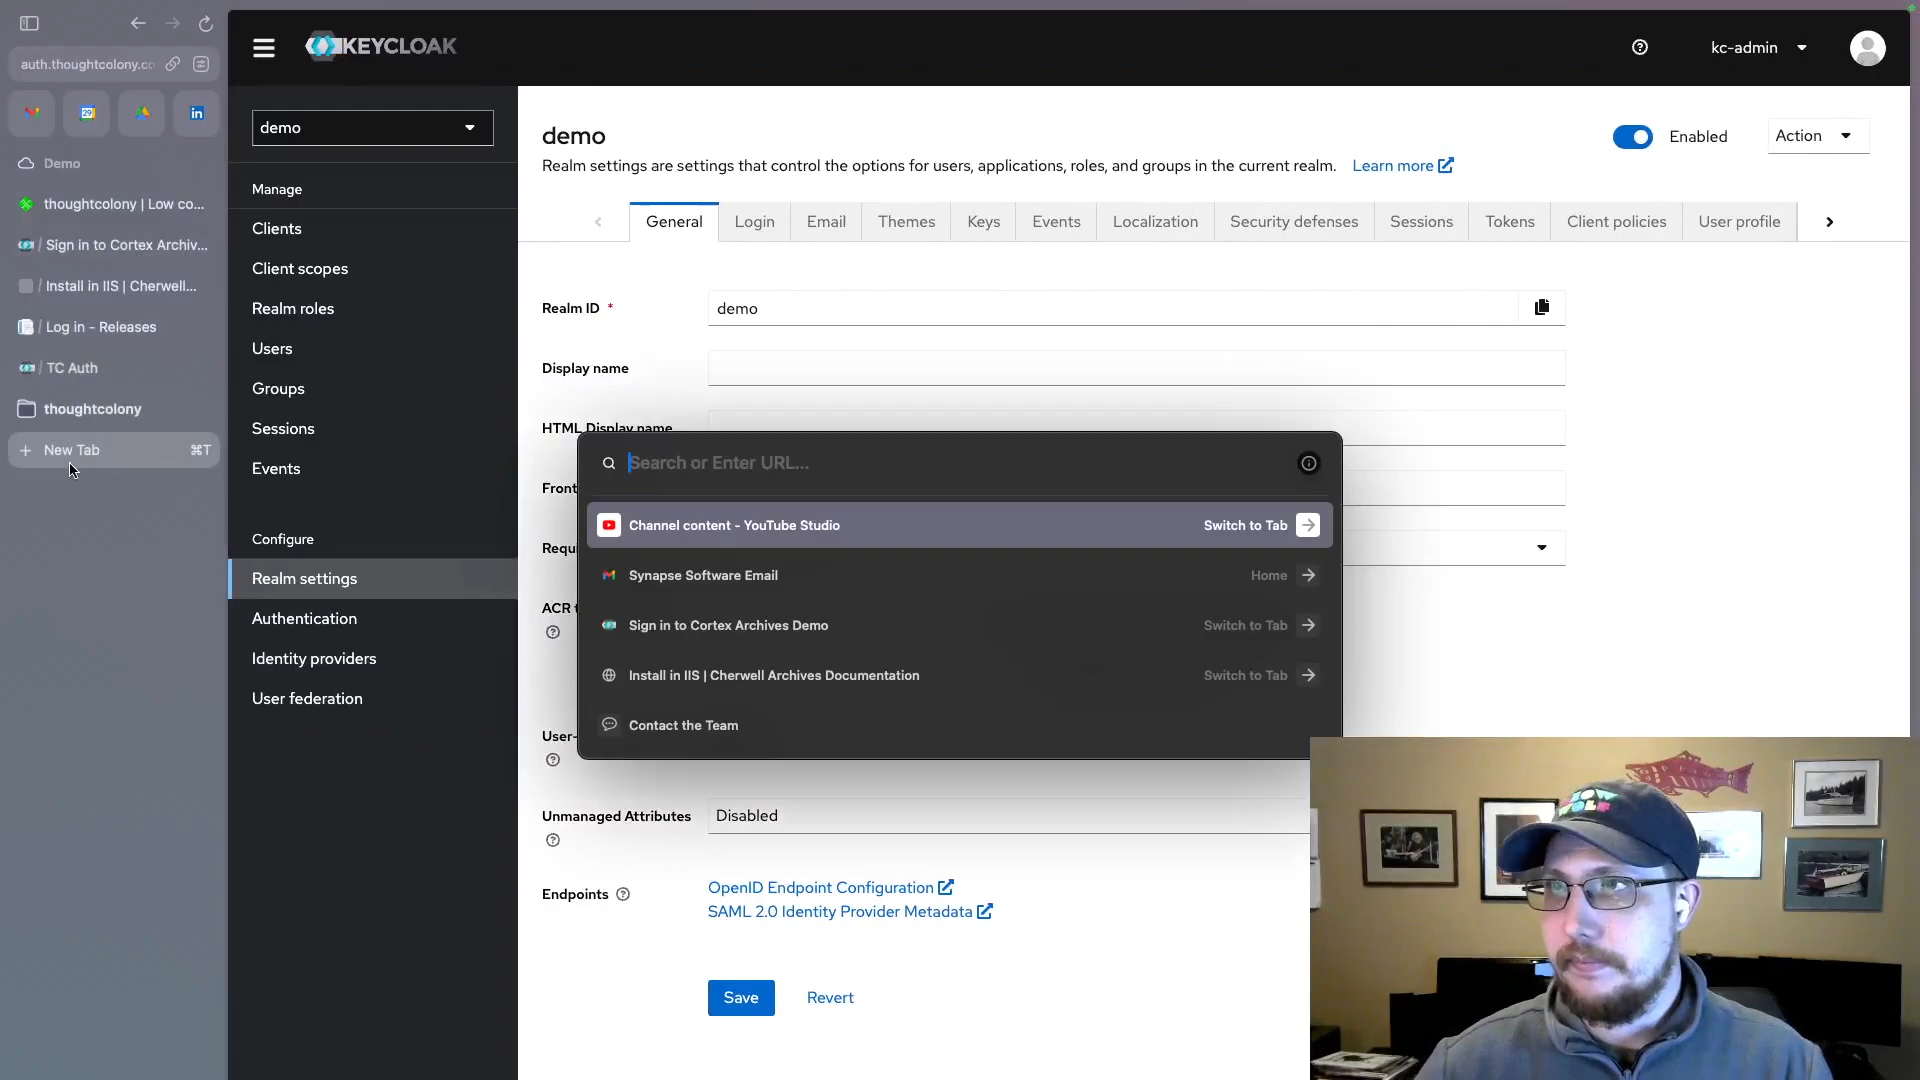 auth.thoughtcolony.co
Demo
thoughtcolony | Low co...
/ Sign in to Cortex Archiv...
/ Install in IIS | Cherwell...
/ Log in - Releases
/ TC Auth
thoughtcolony
+ New Tab ⌘T
KEYCLOAK
kc-admin
demo
Manage
Clients
Client scopes
Realm roles
Users
Groups
Sessions
Events
Configure
Realm settings
Authentication
Identity providers
User federation
demo
Enabled
Action
Realm settings are settings that control the options for users, applications, roles, and groups in the current realm. Learn more
General Login Email Themes Keys Events Localization Security defenses Sessions Tokens Client policies User profile
Realm ID * demo
Display name
HTML Display name
Front
Requi
ACR t
User-
Search or Enter URL...
Channel content - YouTube Studio Switch to Tab
Synapse Software Email Home
Sign in to Cortex Archives Demo Switch to Tab
Install in IIS | Cherwell Archives Documentation Switch to Tab
Contact the Team
Unmanaged Attributes Disabled
Endpoints OpenID Endpoint Configuration
SAML 2.0 Identity Provider Metadata
Save Revert